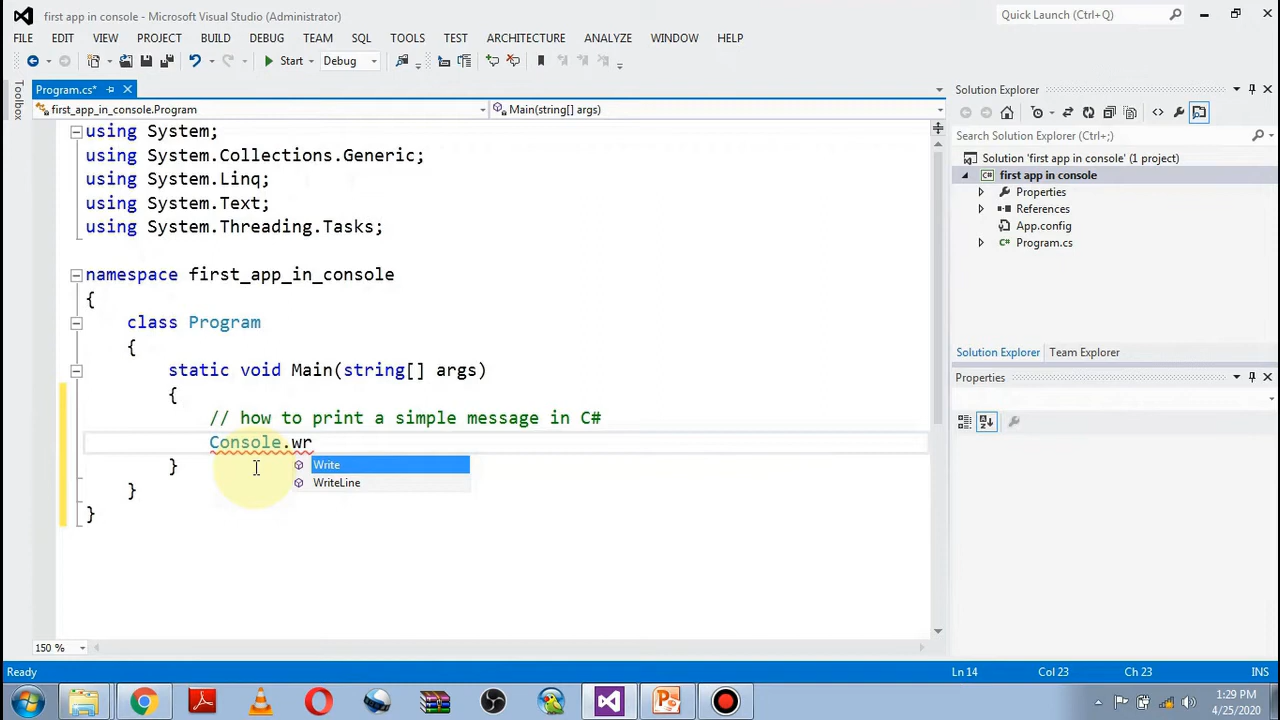 first app in console - Microsoft Visual Studio (Administrator)
Quick Launch (Ctrl+Q)
FILE EDIT VIEW PROJECT BUILD DEBUG TEAM SQL TOOLS TEST ARCHITECTURE ANALYZE WINDOW HELP
Start Debug
Toolbox
Program.cs*
first_app_in_console.Program
Main(string[] args)
using System;
using System.Collections.Generic;
using System.Linq;
using System.Text;
using System.Threading.Tasks;
namespace first_app_in_console
{
class Program
{
static void Main(string[] args)
{
// how to print a simple message in C#
Console.wr
}
Write
WriteLine
}
}
150 %
Solution Explorer
Search Solution Explorer (Ctrl+;)
Solution 'first app in console' (1 project)
C# first app in console
Properties
References
App.config
C# Program.cs
Solution Explorer Team Explorer
Properties
Ready
Ln 14 Col 23 Ch 23 INS
1:29 PM
4/25/2020